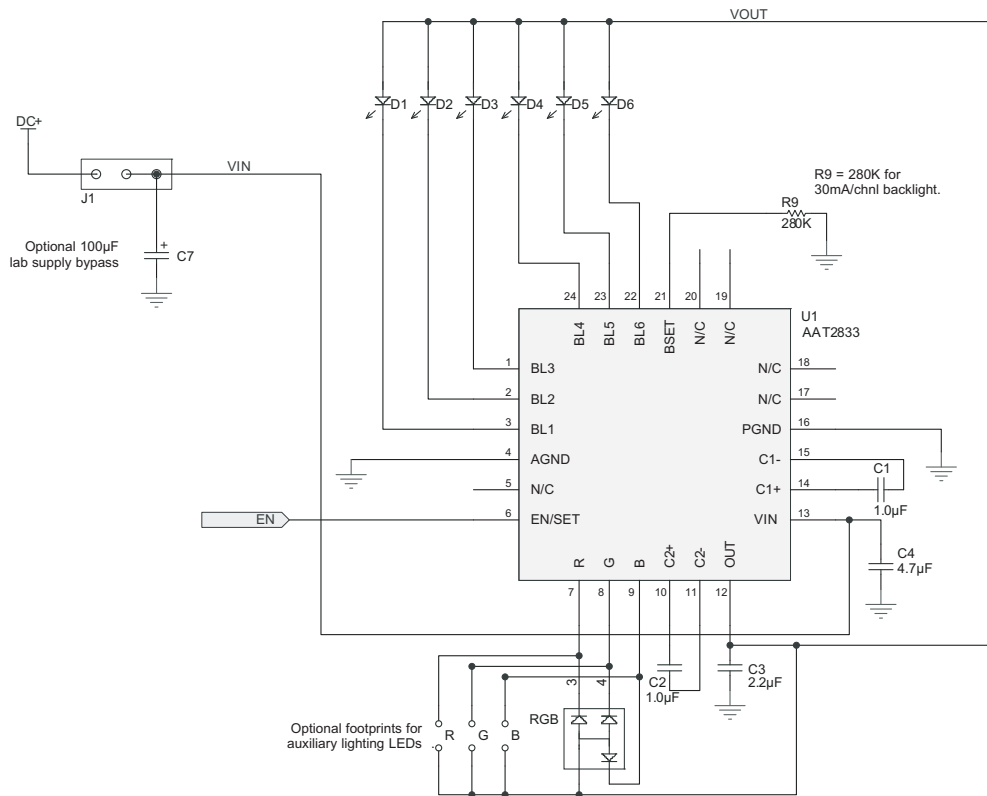 VOUT
D1
D2
D3
D4
D5
D6
DC+
VIN
J1
Optional 100µF
lab supply bypass
+
C7
R9 = 280K for
30mA/chnl backlight.
R9
280K
24
23
22
21
20
19
BL4
BL5
BL6
BSET
N/C
N/C
U1
AAT2833
1
BL3
N/C
18
2
BL2
N/C
17
3
BL1
PGND
16
4
AGND
C1-
15
5
N/C
C1+
14
C1
1.0µF
EN
6
EN/SET
VIN
13
C4
4.7µF
R
G
B
C2+
C2-
OUT
7
8
9
10
11
12
3
4
C2
1.0µF
C3
2.2µF
RGB
Optional footprints for
auxiliary lighting LEDs
R
G
B